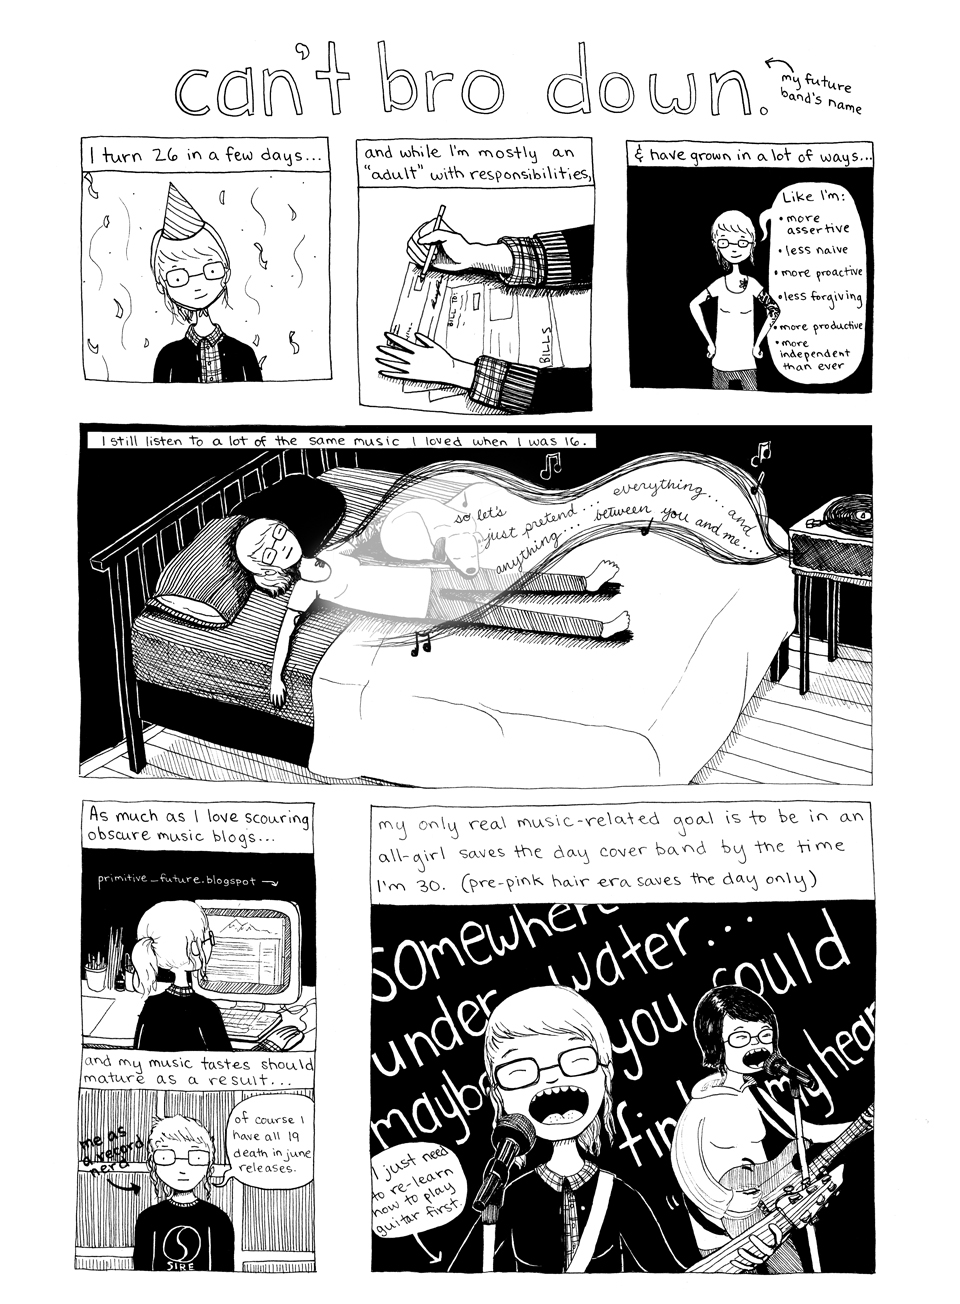 can't bro down.
my future
band's name
I turn 26 in a few days...
and while I'm mostly an
"adult" with responsibilities,
& have grown in a lot of ways...
Like I'm:
• more
assertive
• less naive
• more proactive
• less forgiving
• more productive
• more
independent
than ever
BILL TO:
BILLS
I still listen to a lot of the same music I loved when I was 16.
so let's
just pretend... everything... and
anything... between you and me...
As much as I love scouring
obscure music blogs...
primitive_future.blogspot
and my music tastes should
mature as a result...
me as
a record
nerd
of course I
have all 19
death in june
releases.
SIRE
my only real music-related goal is to be in an
all-girl saves the day cover band by the time
I'm 30. (pre-pink hair era saves the day only)
somewhere
under water...
maybe you could
find my hear
I just need
to re-learn
how to play
guitar first.